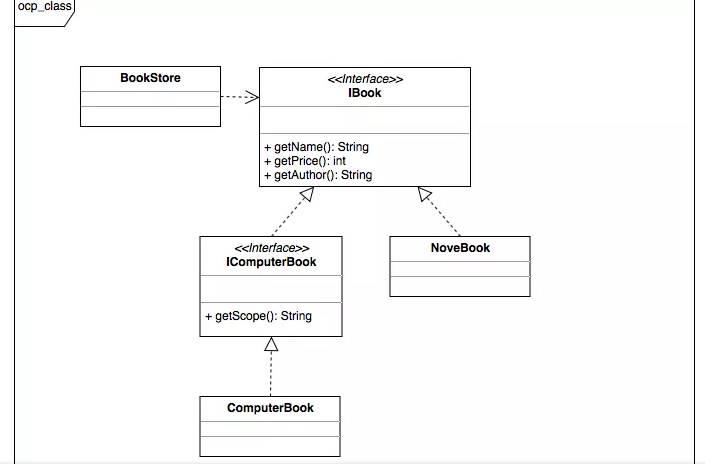 ocp_class
BookStore
<<Interface>>
IBook
+ getName(): String
+ getPrice(): int
+ getAuthor(): String
<<Interface>>
IComputerBook
+ getScope(): String
NoveBook
ComputerBook